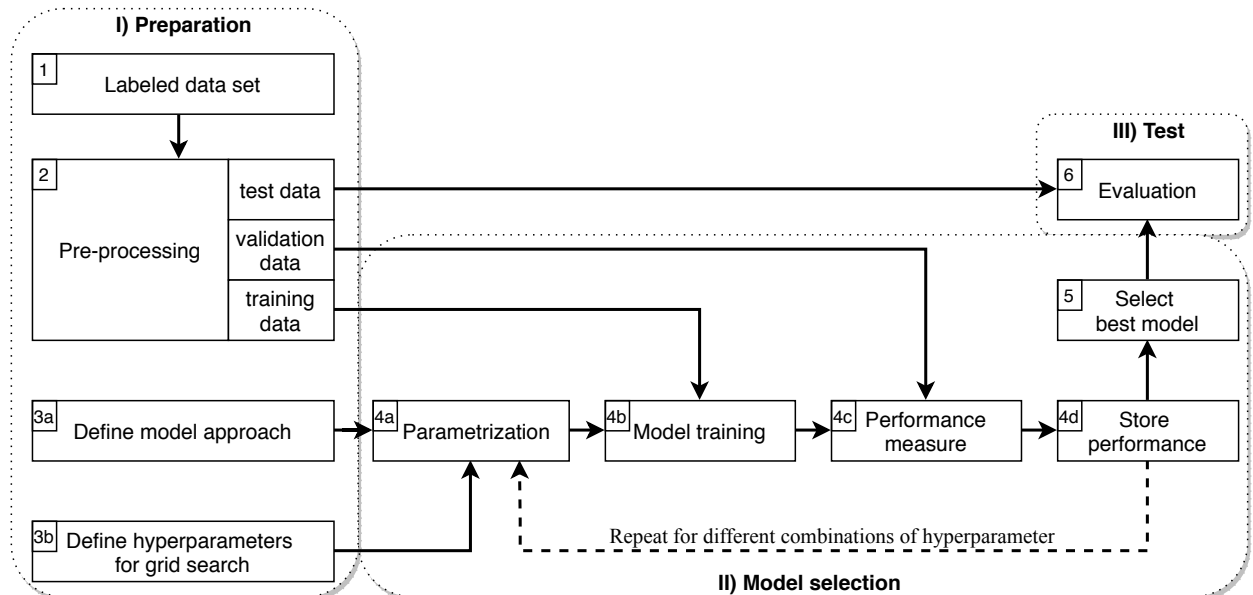 I) Preparation
1
Labeled data set
2
Pre-processing
test data
validation
data
training
data
III) Test
6
Evaluation
5
Select
best model
3a
Define model approach
4a
Parametrization
4b
Model training
4c
Performance
measure
4d
Store
performance
3b
Define hyperparameters
for grid search
Repeat for different combinations of hyperparameter
II) Model selection